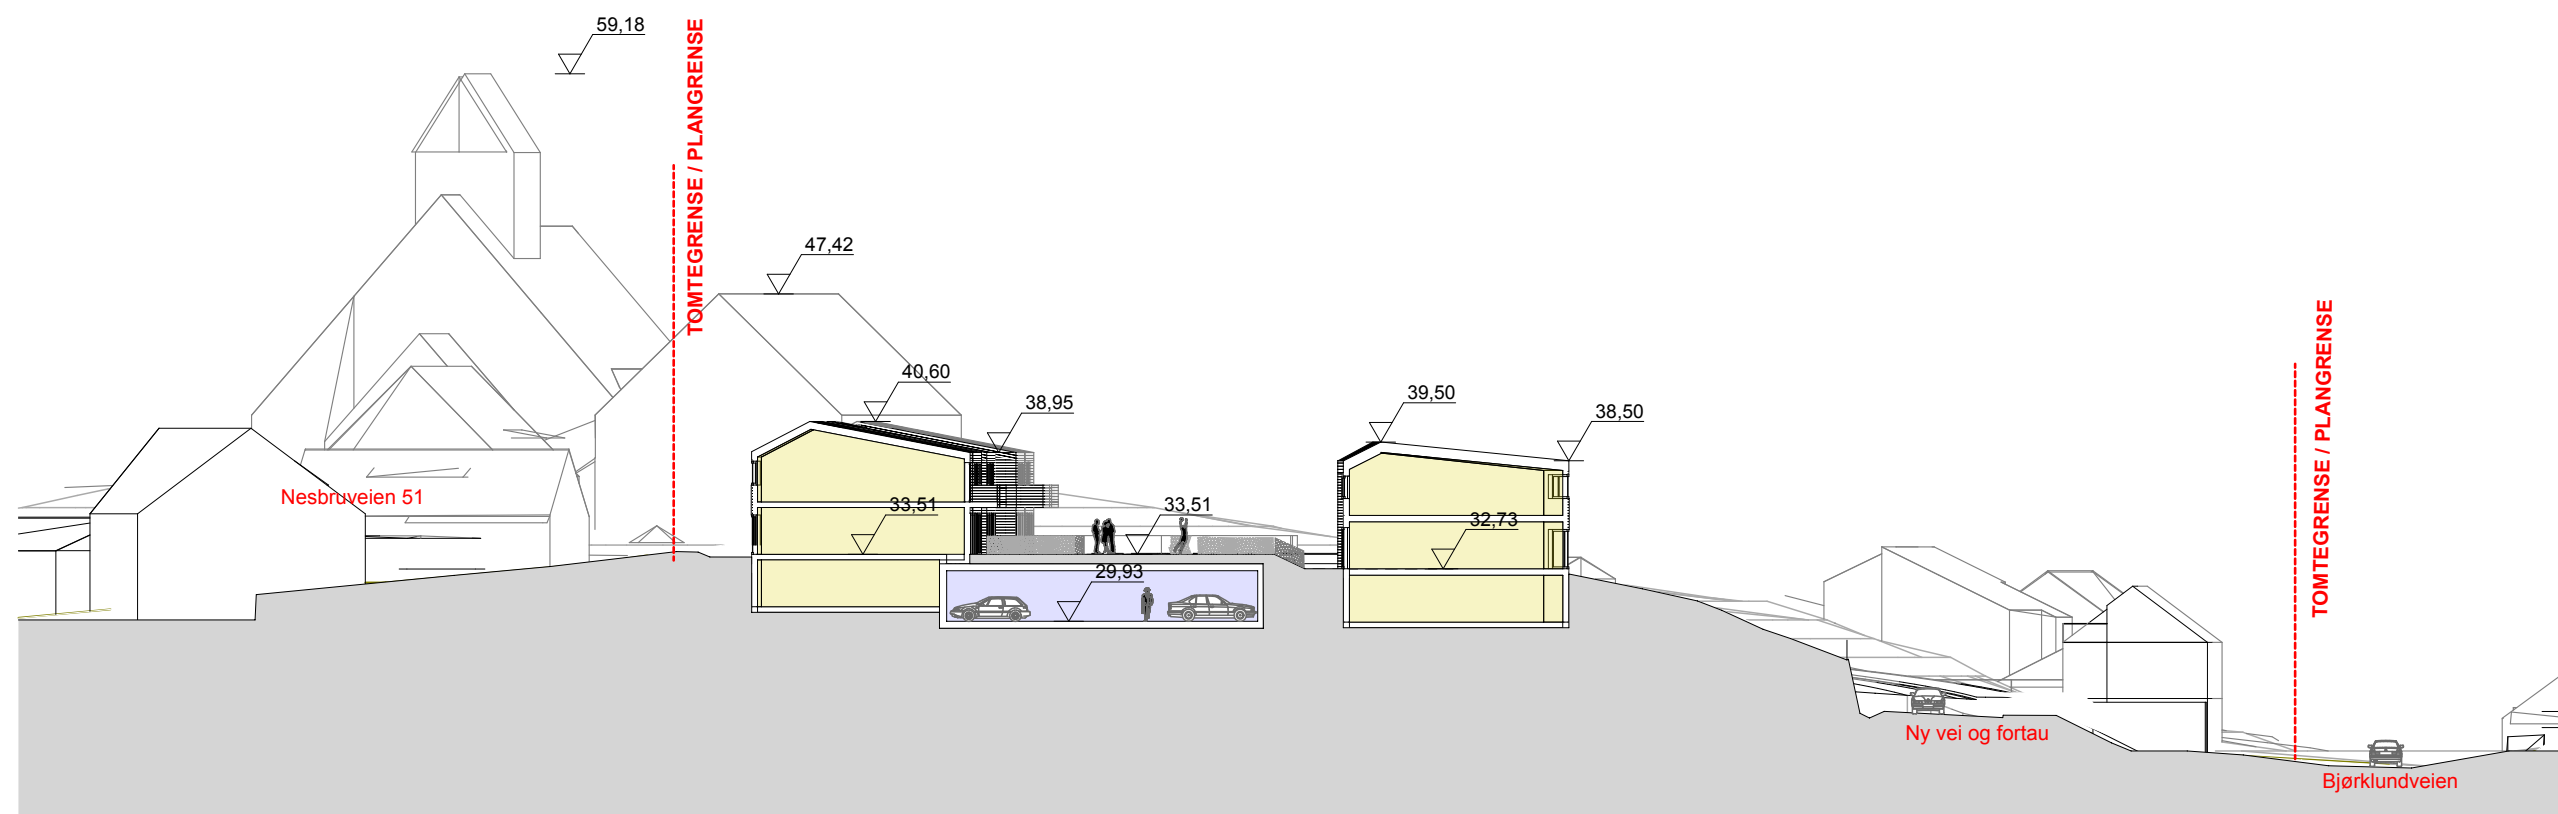 59,18
TOMTEGRENSE / PLANGRENSE
47,42
40,60
38,95
39,50
38,50
TOMTEGRENSE / PLANGRENSE
Nesbruveien 51
33,51
33,51
32,73
29,93
Ny vei og fortau
Bjørklundveien